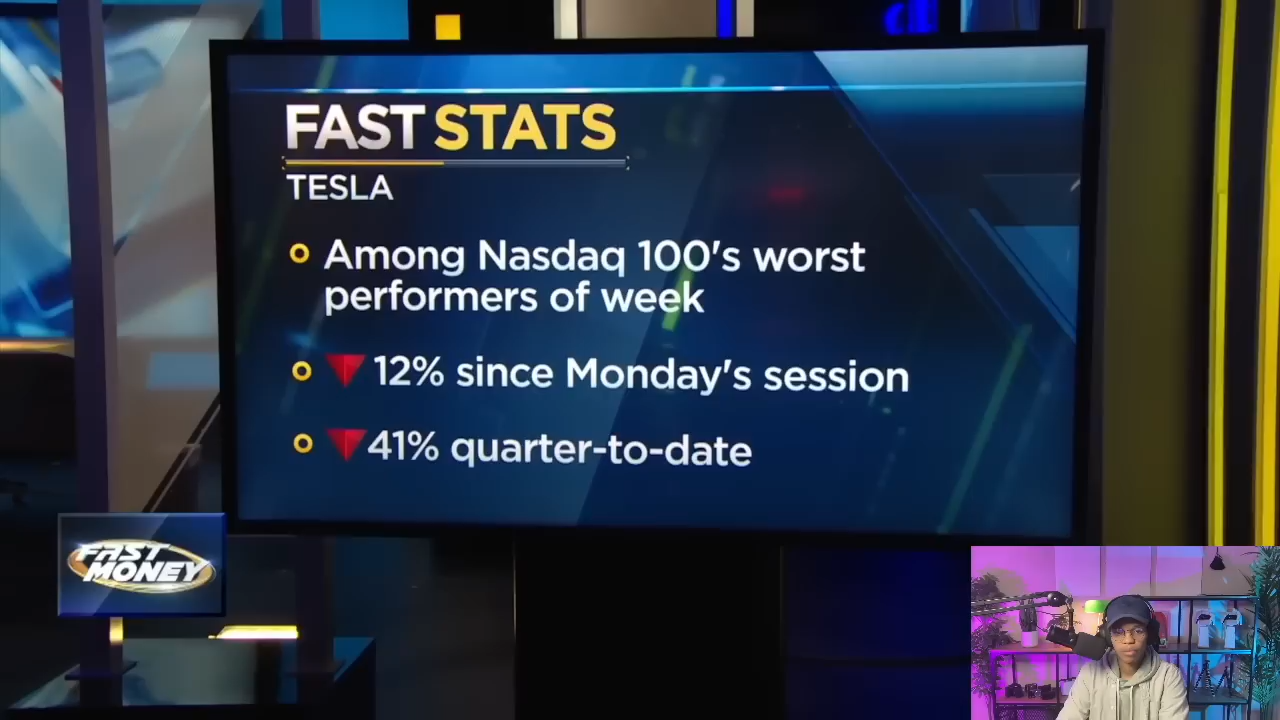 FAST STATS
TESLA
Among Nasdaq 100's worst
performers of week
12% since Monday's session
41% quarter-to-date
FAST
MONEY